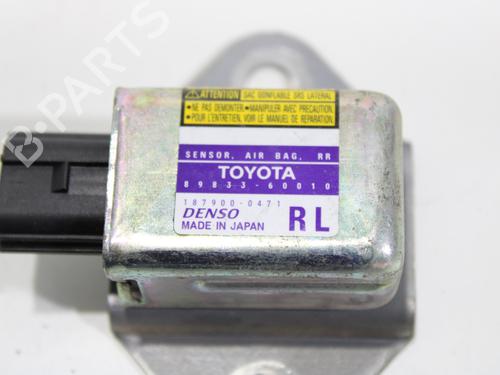 B-PARTS
⚠ATTENTION SAC GONFLABLE SRS LATERAL
•NE PAS DEMONTER •MANIPULER AVEC PRECAUTION.
•POUR L'ENTRETIEN, VOIR LE MANUEL DE REPARATION.
SENSOR, AIR BAG, RR
TOYOTA
89833-60010
187900-0471
DENSO
MADE IN JAPAN
RL